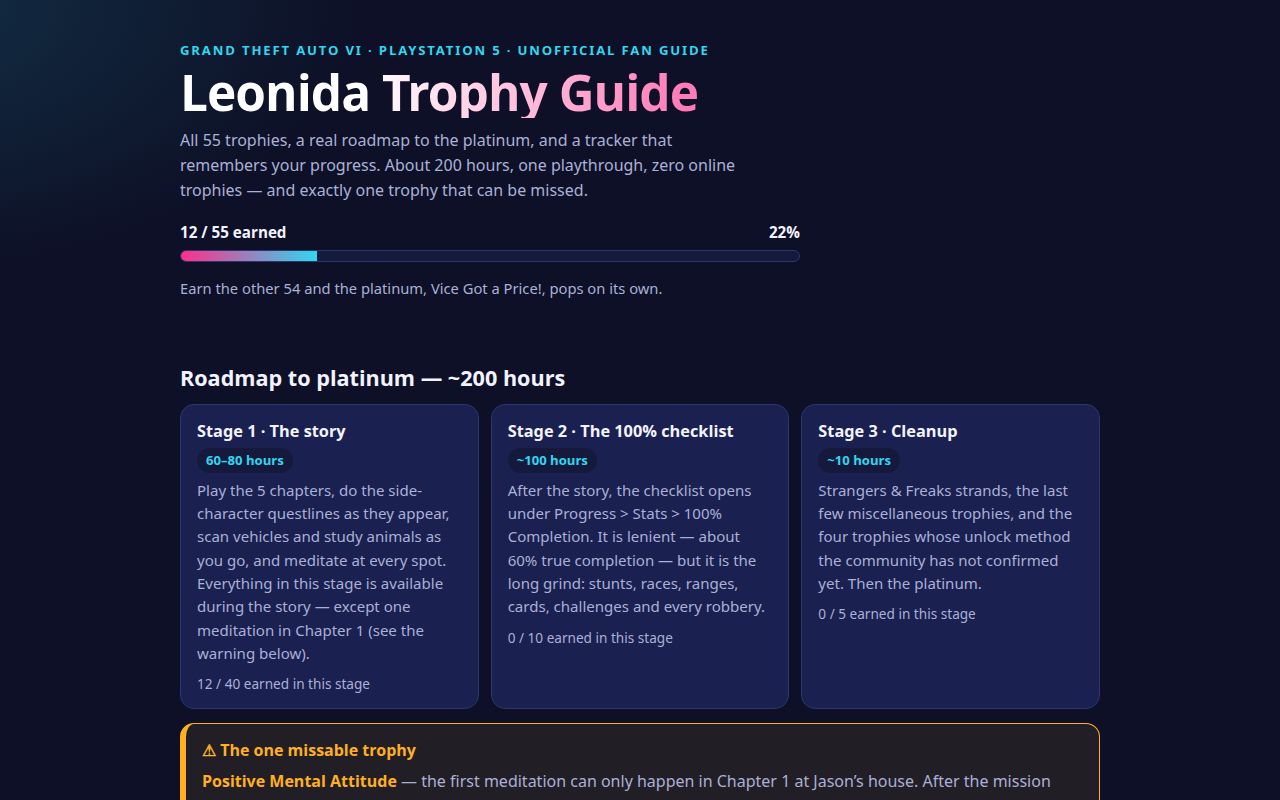 GRAND THEFT AUTO VI · PLAYSTATION 5 · UNOFFICIAL FAN GUIDE
Leonida Trophy Guide
All 55 trophies, a real roadmap to the platinum, and a tracker that
remembers your progress. About 200 hours, one playthrough, zero online
trophies — and exactly one trophy that can be missed.
12 / 55 earned
22%
Earn the other 54 and the platinum, Vice Got a Price!, pops on its own.
Roadmap to platinum — ~200 hours
Stage 1 · The story
60–80 hours
Play the 5 chapters, do the side-
character questlines as they appear,
scan vehicles and study animals as
you go, and meditate at every spot.
Everything in this stage is available
during the story — except one
meditation in Chapter 1 (see the
warning below).
12 / 40 earned in this stage
Stage 2 · The 100% checklist
~100 hours
After the story, the checklist opens
under Progress > Stats > 100%
Completion. It is lenient — about
60% true completion — but it is the
long grind: stunts, races, ranges,
cards, challenges and every robbery.
0 / 10 earned in this stage
Stage 3 · Cleanup
~10 hours
Strangers & Freaks strands, the last
few miscellaneous trophies, and the
four trophies whose unlock method
the community has not confirmed
yet. Then the platinum.
0 / 5 earned in this stage
⚠ The one missable trophy
Positive Mental Attitude — the first meditation can only happen in Chapter 1 at Jason’s house. After the mission